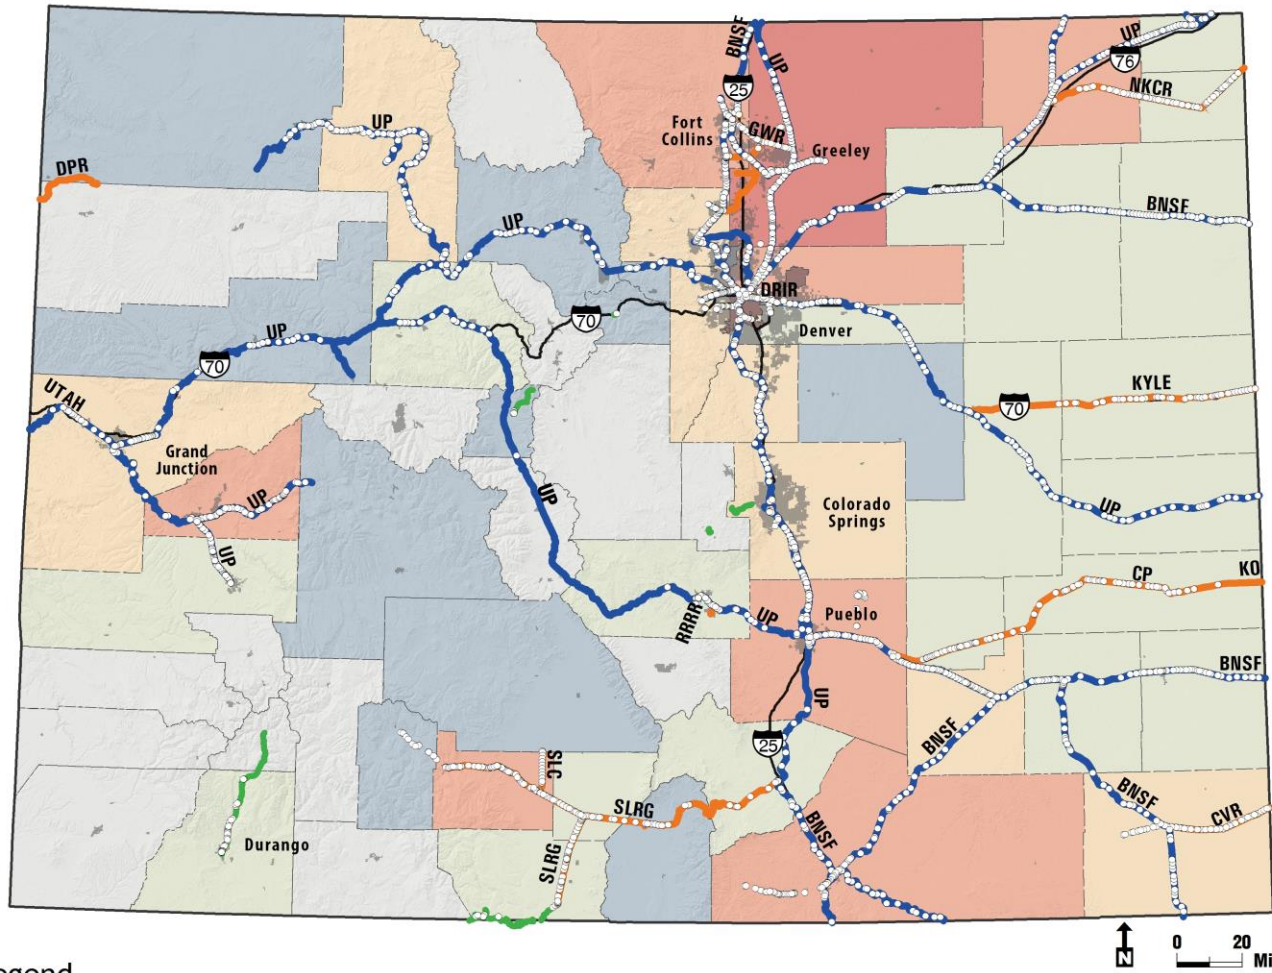 BNSF
UP
UP
76
25
NKCR
Fort
Collins
GWR
Greeley
UP
DPR
BNSF
UP
DRIR
70
Denver
UP
70
KYLE
70
UTAH
Grand
Junction
UP
UP
Colorado
Springs
UP
UP
CP
KO
RRRR
UP
Pueblo
BNSF
UP
25
BNSF
SLC
SLRG
BNSF
CVR
BNSF
Durango
SLRG
N
0 20
Mi
egend